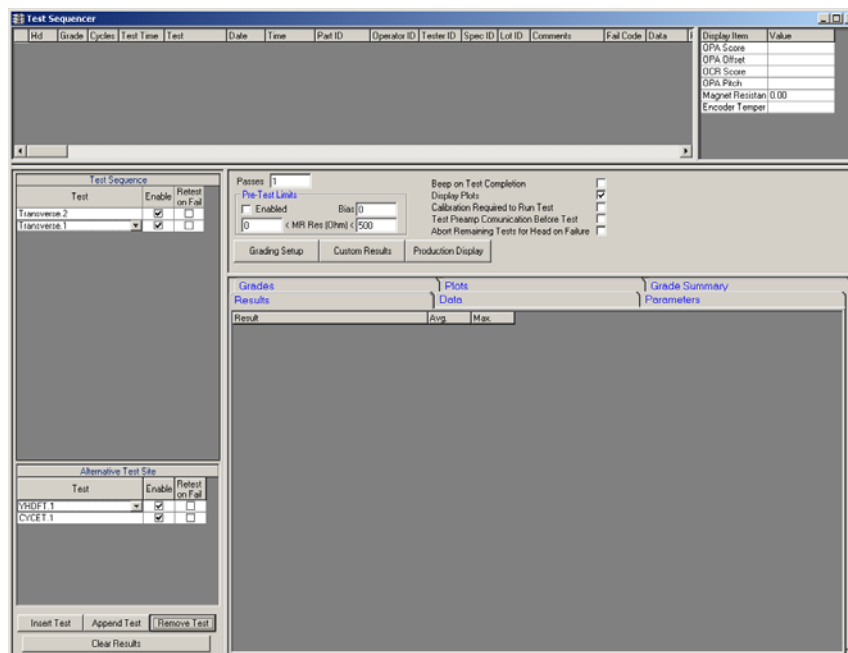 Test Sequencer
Hd Grade Cycles Test Time Test Date Time Part ID Operator ID Tester ID Spec ID Lot ID Comments Fail Code Data
Display Item Value
OPA Score
OPA Offset
OCR Score
OPA Pitch
Magnet Resistan 0.00
Encoder Temper
Test Sequence
Test Enable Retest on Fail
Transverse.2
Transverse.1
Passes 1
Pre-Test Limits
Enabled Bias 0
0 < MR Res (Ohm) < 500
Beep on Test Completion
Display Plots
Calibration Required to Run Test
Test Preamp Comunication Before Test
Abort Remaining Tests for Head on Failure
Grading Setup Custom Results Production Display
Grades Plots Grade Summary
Results Data Parameters
Result Avg. Max.
Alternative Test Site
Test Enable Retest on Fail
YHDFT.1
CYCET.1
Insert Test Append Test Remove Test
Clear Results